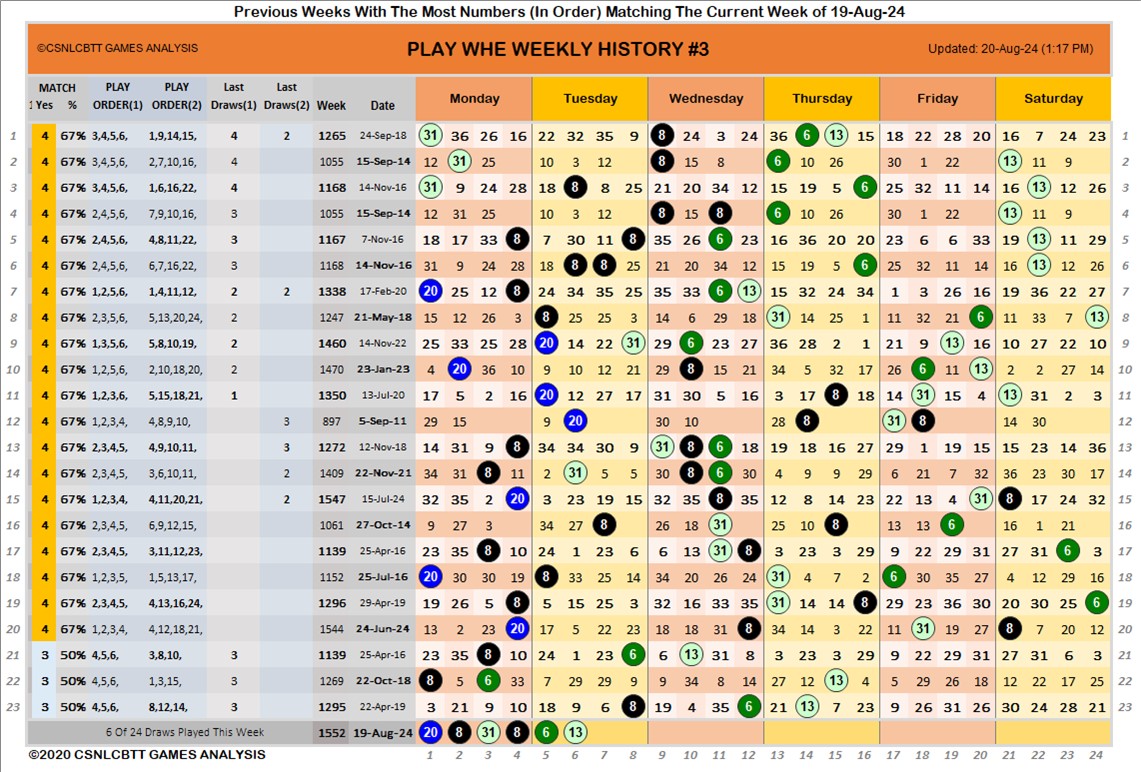 Previous Weeks With The Most Numbers (In Order) Matching The Current Week of 19-Aug-24
©CSNLCBTT GAMES ANALYSIS PLAY WHE WEEKLY HISTORY #3 Updated: 20-Aug-24 (1:17 PM)
MATCH PLAY PLAY Last Last
1 Yes % ORDER(1) ORDER(2) Draws(1) Draws(2) Week Date Monday Tuesday Wednesday Thursday Friday Saturday
1 4 67% 3,4,5,6, 1,9,14,15, 4 2 1265 24-Sep-18 31 36 26 16 22 32 35 9 8 24 3 24 36 6 13 15 18 22 28 20 16 7 24 23 1
2 4 67% 3,4,5,6, 2,7,10,16, 4 1055 15-Sep-14 12 31 25 10 3 12 8 15 8 6 10 26 30 1 22 13 11 9 2
3 4 67% 3,4,5,6, 1,6,16,22, 4 1168 14-Nov-16 31 9 24 28 18 8 8 25 21 20 34 12 15 19 5 6 25 32 11 14 16 13 12 26 3
4 4 67% 2,4,5,6, 7,9,10,16, 3 1055 15-Sep-14 12 31 25 10 3 12 8 15 8 6 10 26 30 1 22 13 11 9 4
5 4 67% 2,4,5,6, 4,8,11,22, 3 1167 7-Nov-16 18 17 33 8 7 30 11 8 35 26 6 23 16 36 20 20 23 6 6 33 19 13 11 29 5
6 4 67% 2,4,5,6, 6,7,16,22, 3 1168 14-Nov-16 31 9 24 28 18 8 8 25 21 20 34 12 15 19 5 6 25 32 11 14 16 13 12 26 6
7 4 67% 1,2,5,6, 1,4,11,12, 2 2 1338 17-Feb-20 20 25 12 8 24 34 35 25 35 33 6 13 15 32 24 34 1 3 26 16 19 36 22 27 7
8 4 67% 2,3,5,6, 5,13,20,24, 2 1247 21-May-18 15 12 26 3 8 25 25 3 14 6 29 18 31 14 25 1 11 32 21 6 11 33 7 13 8
9 4 67% 1,3,5,6, 5,8,10,19, 2 1460 14-Nov-22 25 33 25 28 20 14 22 31 29 6 23 27 36 28 2 1 21 9 13 16 10 27 22 10 9
10 4 67% 1,2,5,6, 2,10,18,20, 2 1470 23-Jan-23 4 20 36 10 9 10 12 21 29 8 15 21 34 5 32 17 26 6 11 13 2 2 27 14 10
11 4 67% 1,2,3,6, 5,15,18,21, 1 1350 13-Jul-20 17 5 2 16 20 12 27 17 31 30 5 16 3 17 8 18 14 31 15 4 13 31 2 3 11
12 4 67% 1,2,3,4, 4,8,9,10, 3 897 5-Sep-11 29 15 9 20 30 10 28 8 31 8 14 30 12
13 4 67% 2,3,4,5, 4,9,10,11, 3 1272 12-Nov-18 14 31 9 8 34 34 30 9 31 8 6 18 19 18 16 27 29 1 19 15 15 23 14 36 13
14 4 67% 2,3,4,5, 3,6,10,11, 2 1409 22-Nov-21 34 31 8 11 2 31 5 5 30 8 6 30 4 9 9 29 6 21 7 32 36 23 30 17 14
15 4 67% 1,2,3,4, 4,11,20,21, 2 1547 15-Jul-24 32 35 2 20 3 23 19 15 32 35 8 35 12 8 14 23 22 13 4 31 8 17 24 32 15
16 4 67% 2,3,4,5, 6,9,12,15, 1061 27-Oct-14 9 27 3 34 27 8 26 18 31 25 10 8 13 13 6 16 1 21 16
17 4 67% 2,3,4,5, 3,11,12,23, 1139 25-Apr-16 23 35 8 10 24 1 23 6 6 13 31 8 3 23 3 29 9 22 29 31 27 31 6 3 17
18 4 67% 1,2,3,5, 1,5,13,17, 1152 25-Jul-16 20 30 30 19 8 33 25 14 34 20 26 24 31 4 7 2 6 30 35 27 4 12 29 16 18
19 4 67% 2,3,4,5, 4,13,16,24, 1296 29-Apr-19 19 26 5 8 5 15 25 3 32 16 33 35 31 14 14 8 29 23 36 30 20 30 25 6 19
20 4 67% 1,2,3,4, 4,12,18,21, 1544 24-Jun-24 13 2 23 20 17 5 22 23 18 18 31 8 34 14 3 22 11 31 19 27 8 7 20 12 20
21 3 50% 4,5,6, 3,8,10, 3 1139 25-Apr-16 23 35 8 10 24 1 23 6 6 13 31 8 3 23 3 29 9 22 29 31 27 31 6 3 21
22 3 50% 4,5,6, 1,3,15, 3 1269 22-Oct-18 8 5 6 33 7 29 29 9 9 34 8 14 27 12 13 4 5 29 26 18 12 22 17 25 22
23 3 50% 4,5,6, 8,12,14, 3 1295 22-Apr-19 3 21 9 10 18 9 6 8 19 4 35 6 21 13 7 23 9 26 31 26 30 24 28 21 23
6 Of 24 Draws Played This Week 1552 19-Aug-24 20 8 31 8 6 13
©2020 CSNLCBTT GAMES ANALYSIS 1 2 3 4 5 6 7 8 9 10 11 12 13 14 15 16 17 18 19 20 21 22 23 24